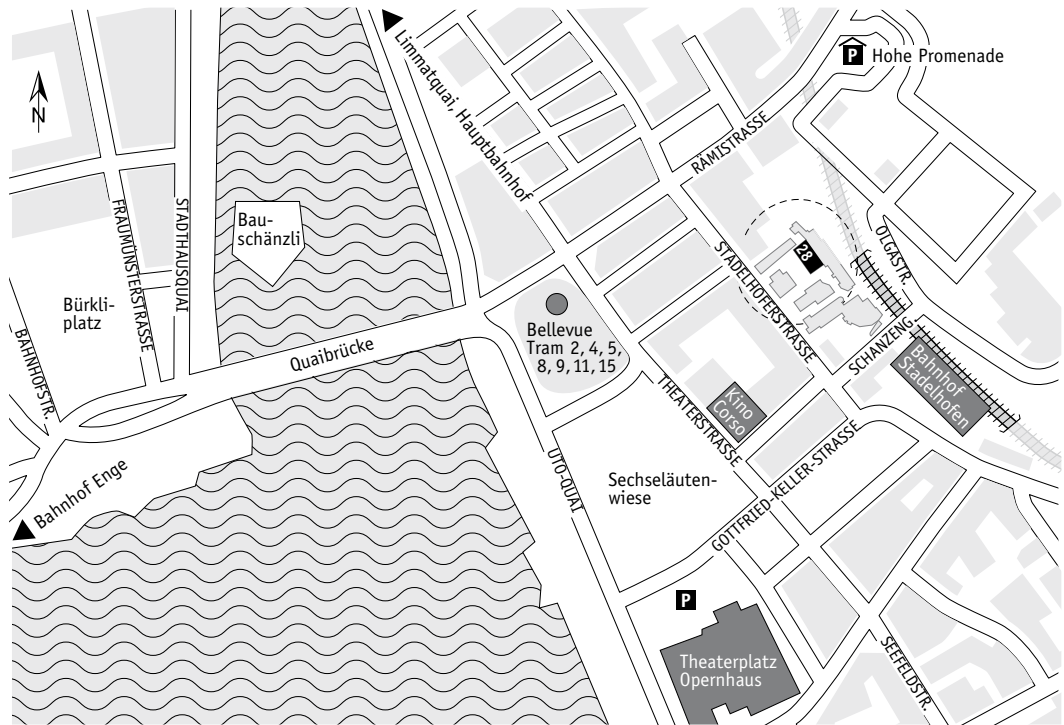 P Hohe Promenade
N
Limmatquai, Hauptbahnhof
RÄMISTRASSE
FRAUMÜNSTERSTRASSE
STADTHAUSQUAI
Bau-
schänzli
STADELHOFERSTRASSE
28
OLGASTR.
Bürkli-
platz
BAHNHOFSTR.
Quaibrücke
Bellevue
Tram 2, 4, 5,
8, 9, 11, 15
SCHANZENG
Bahnhof
Stadelhofen
THEATERSTRASSE
Kino
Corso
UTO-QUAI
Sechseläuten-
wiese
GOTTFRIED-KELLER-STRASSE
Bahnhof Enge
P
Theaterplatz
Opernhaus
SEEFELDSTR.